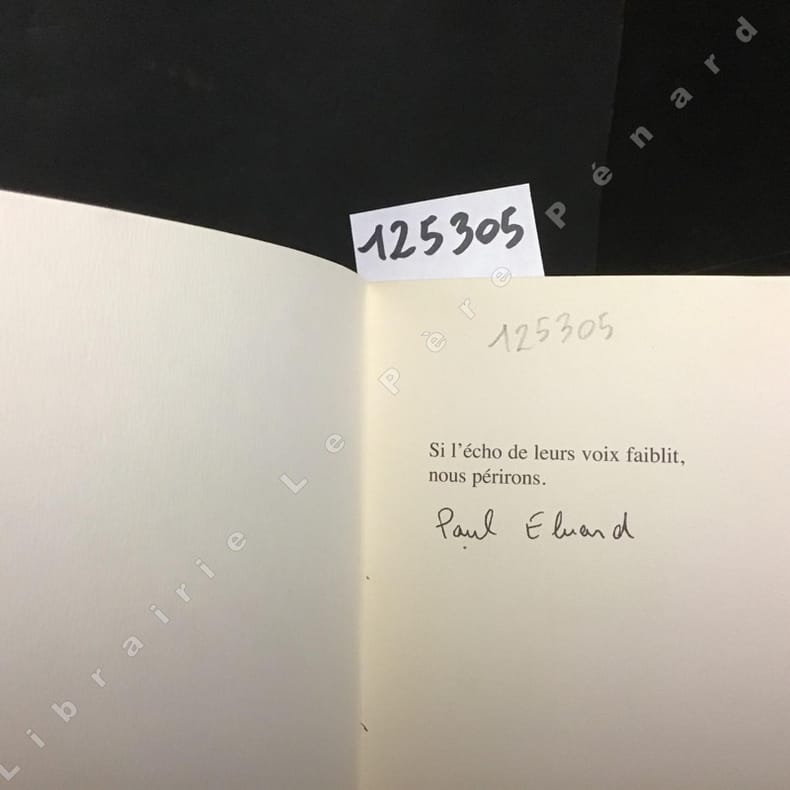 125305
125305
Si l'écho de leurs voix faiblit,
nous périrons.
Paul Eluard
Librairie Le Père Pénard